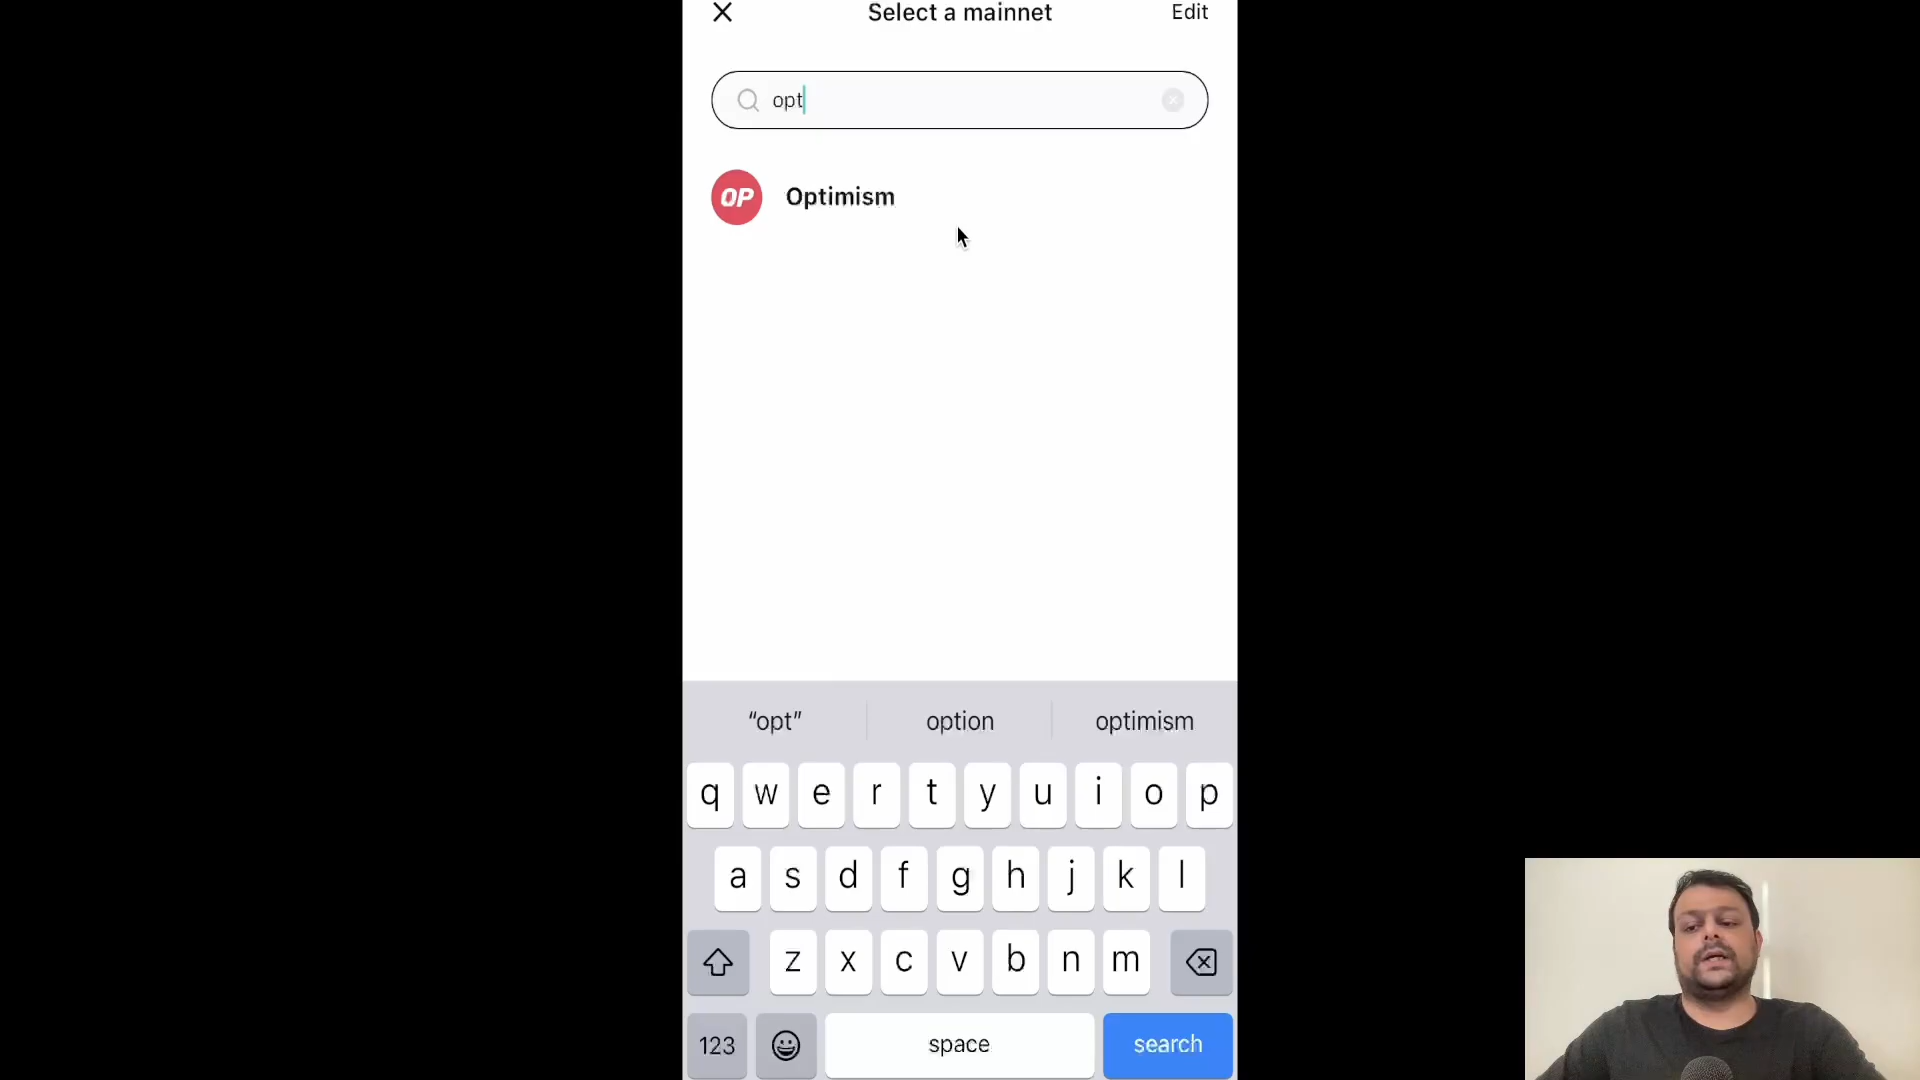 Select a mainnet
Edit
opt
OP
Optimism
“opt”
option
optimism
q w e r t y u i o p
a s d f g h j k l
z x c v b n m
123
space
search